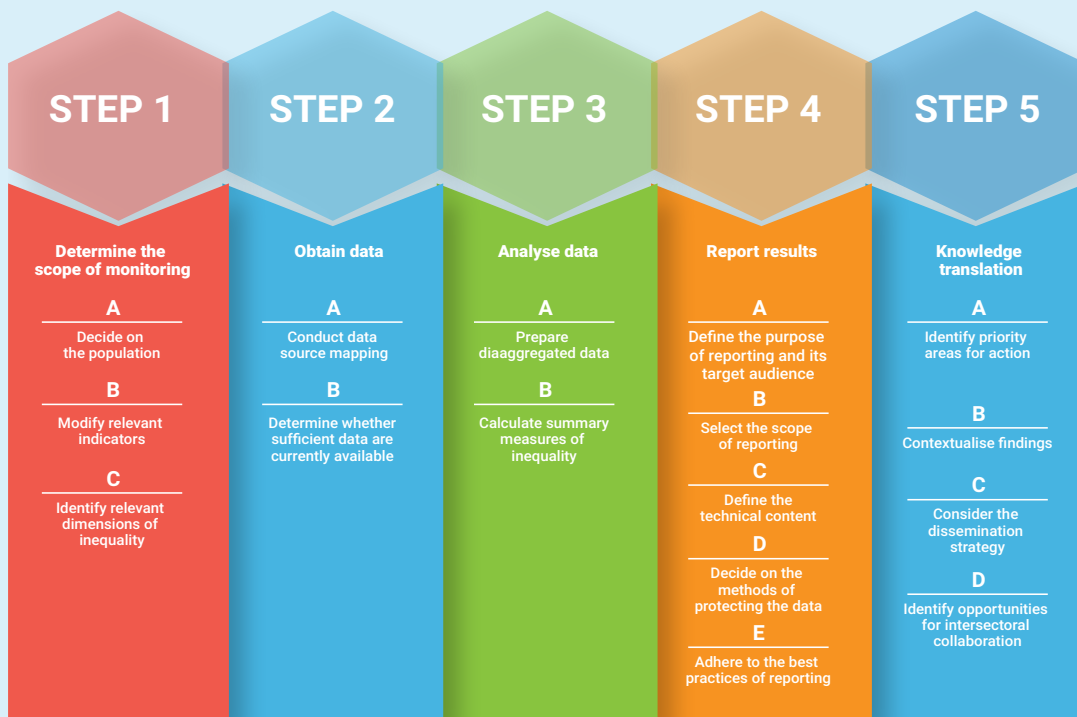 STEP 1
Determine the
scope of monitoring
A
Decide on
the population
B
Modify relevant
indicators
C
Identify relevant
dimensions of
inequality
STEP 2
Obtain data
A
Conduct data
source mapping
B
Determine whether
sufficient data are
currently available
STEP 3
Analyse data
A
Prepare
diaaggregated data
B
Calculate summary
measures of
inequality
STEP 4
Report results
A
Define the purpose
of reporting and its
target audience
B
Select the scope
of reporting
C
Define the
technical content
D
Decide on the
methods of
protecting the data
E
Adhere to the best
practices of reporting
STEP 5
Knowledge
translation
A
Identify priority
areas for action
B
Contextualise findings
C
Consider the
dissemination
strategy
D
Identify opportunities
for intersectoral
collaboration